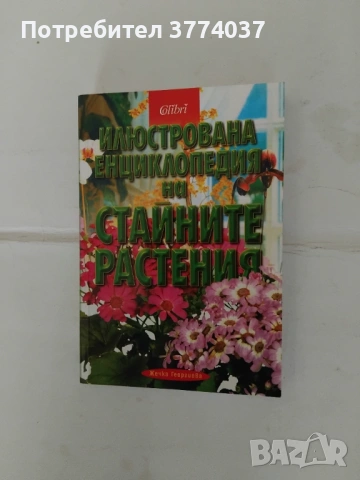 Потребител 3774037
Colibri
ИЛЮСТРОВАНА
ЕНЦИКЛОПЕДИЯ
НА
СТАЙНИТЕ
РАСТЕНИЯ
BAZAR
bg